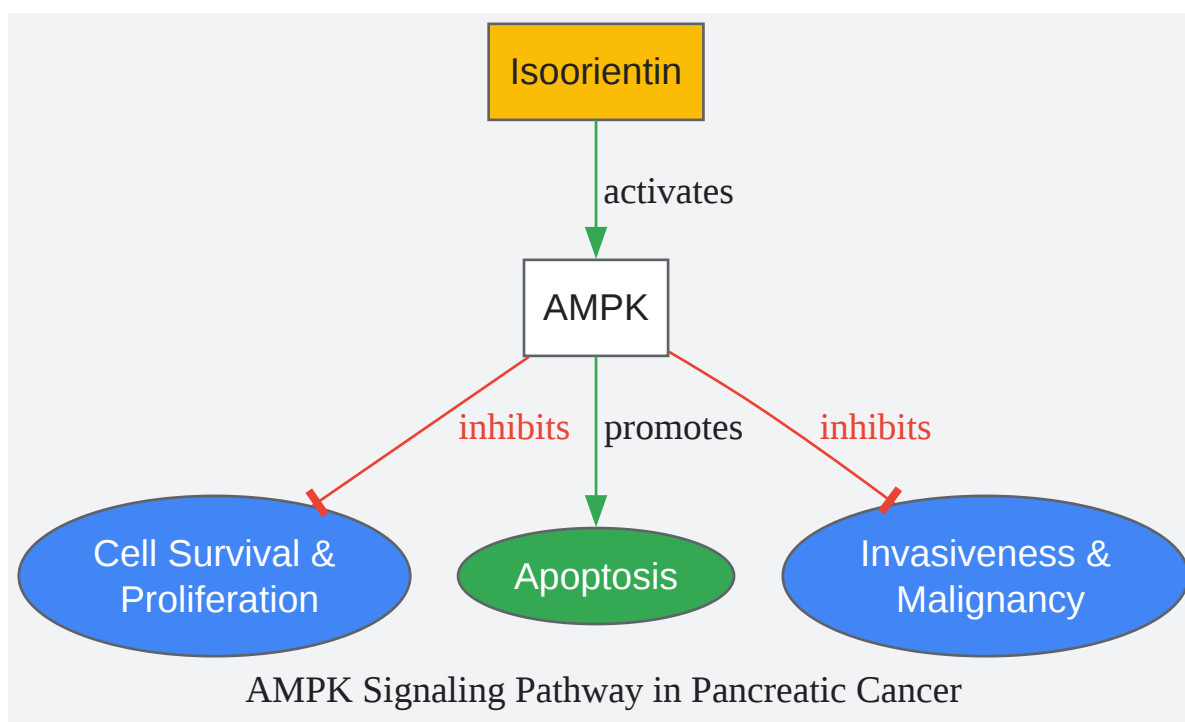 Isoorientin
activates
AMPK
inhibits
promotes
inhibits
Cell Survival &
Proliferation
Apoptosis
Invasiveness &
Malignancy
AMPK Signaling Pathway in Pancreatic Cancer